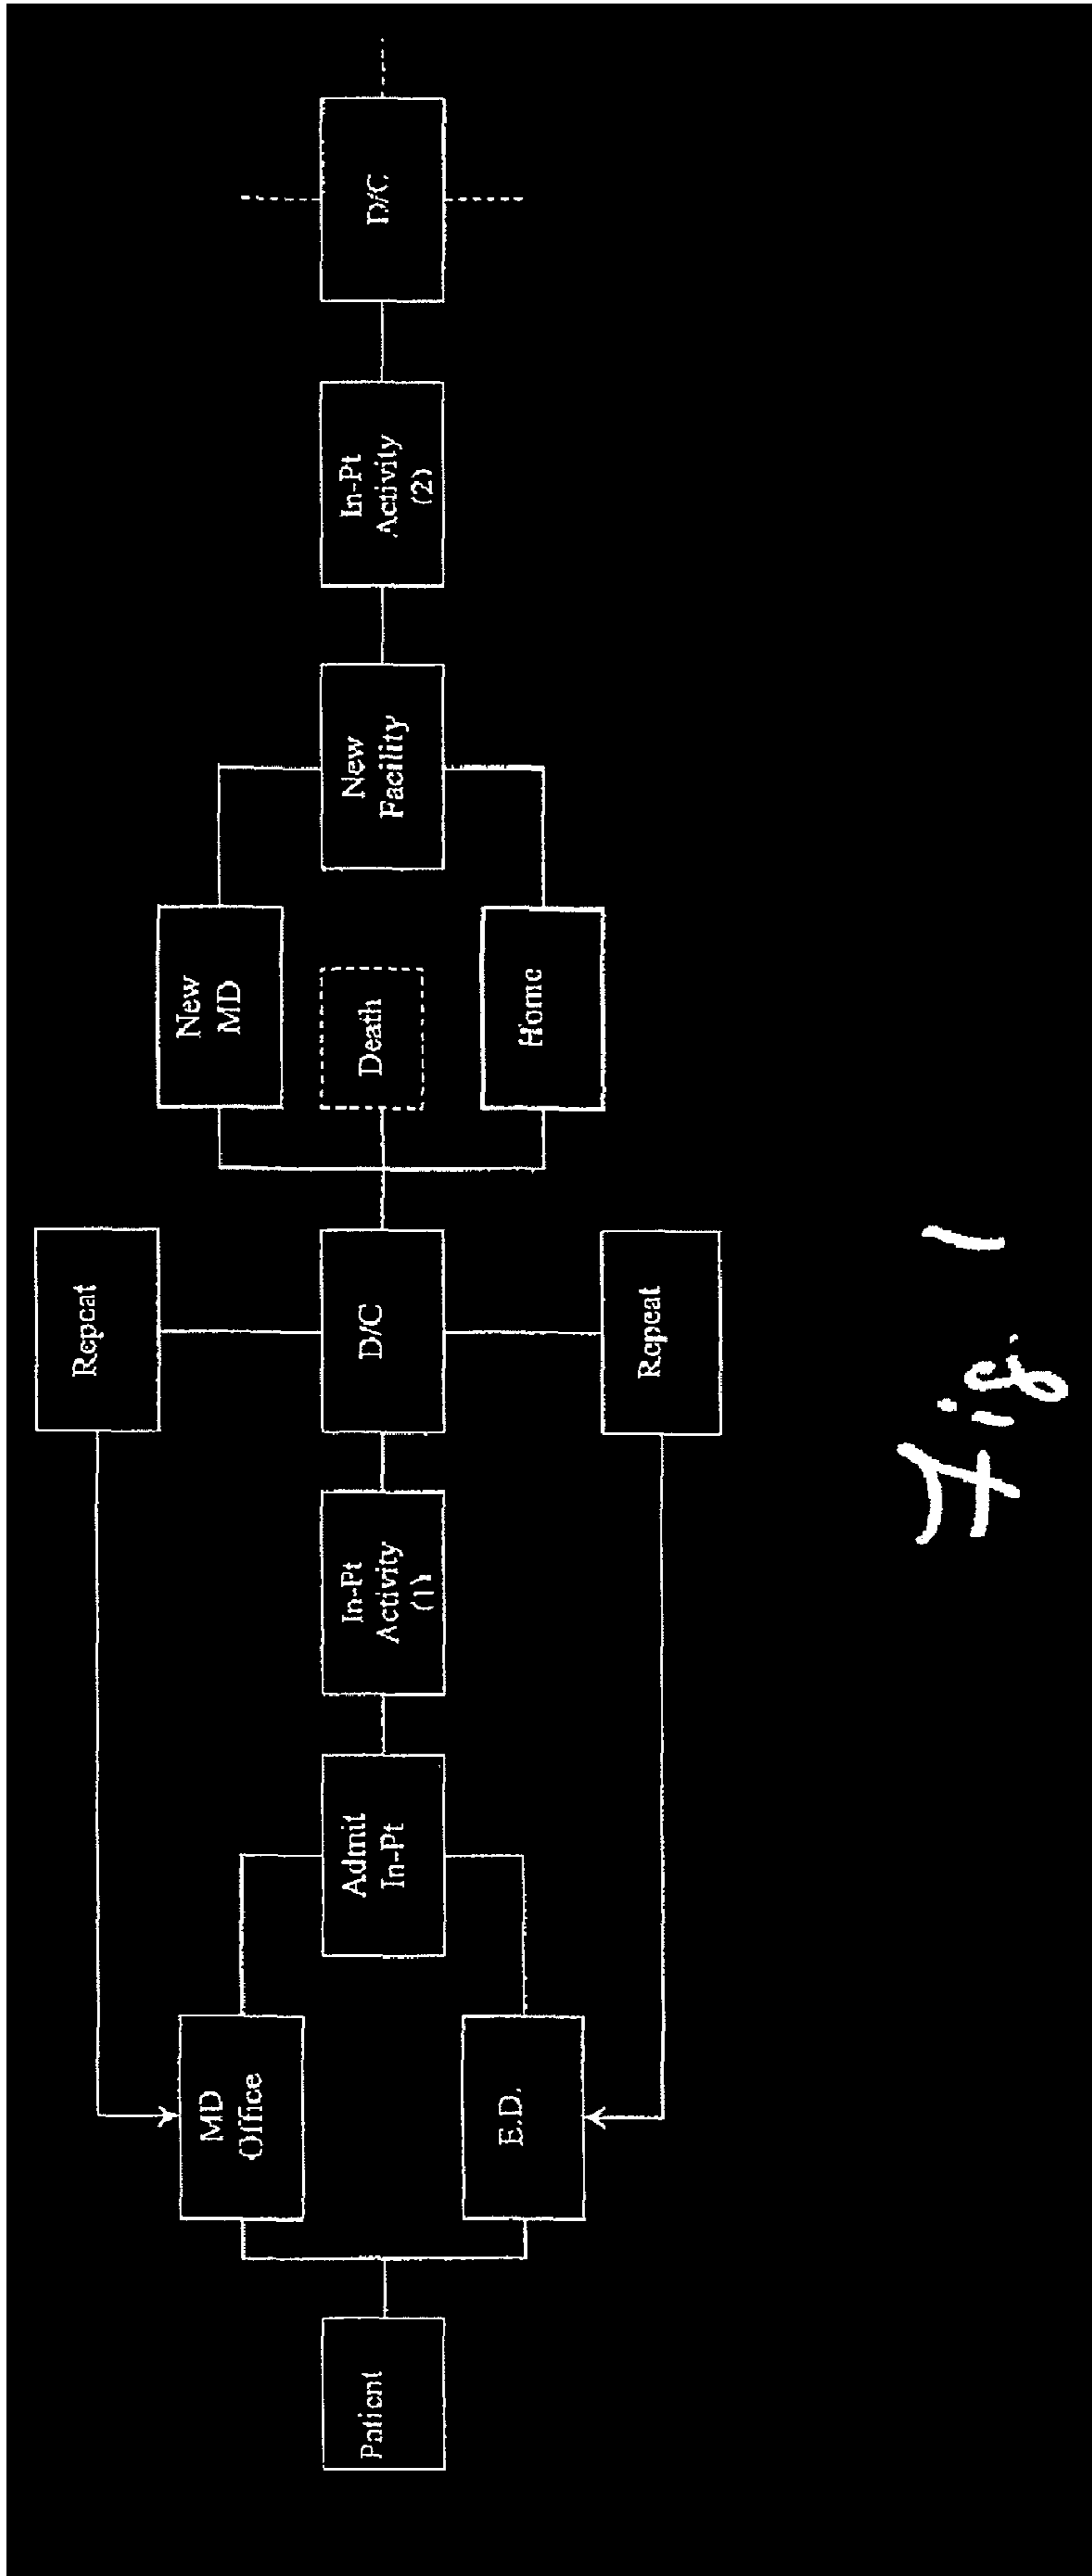 Repeat
New
MD
MD
Office
Patient
Admit
In-Pt
In-Pt
Activity
(1)
D/C
Death
New
Facility
In-Pt
Activity
(2)
D/C
E.D.
Home
Repeat
Fig. 1